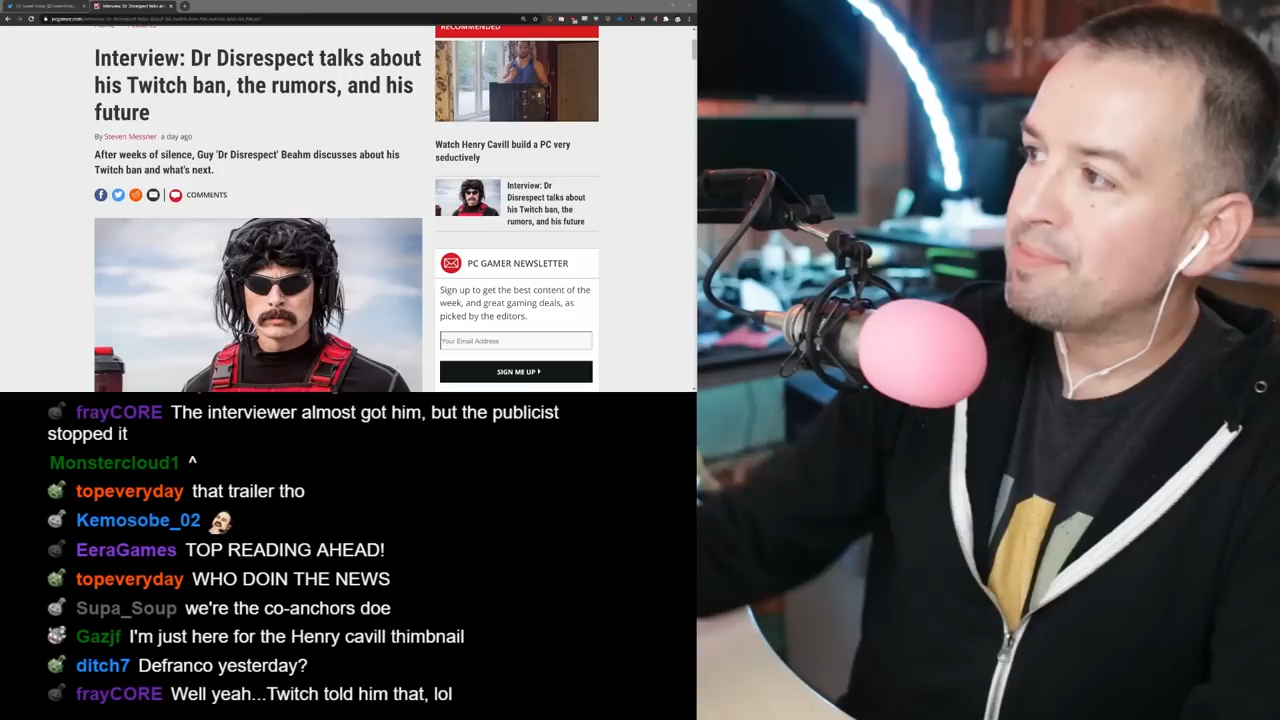 Interview: Dr Disrespect talks abo
pcgamer.com
RECOMMENDED
Interview: Dr Disrespect talks about
his Twitch ban, the rumors, and his
future
By Steven Messner a day ago
After weeks of silence, Guy 'Dr Disrespect' Beahm discusses about his
Twitch ban and what's next.
COMMENTS
Watch Henry Cavill build a PC very
seductively
Interview: Dr
Disrespect talks about
his Twitch ban, the
rumors, and his future
PC GAMER NEWSLETTER
Sign up to get the best content of the
week, and great gaming deals, as
picked by the editors.
Your Email Address
SIGN ME UP
frayCORE The interviewer almost got him, but the publicist
stopped it
Monstercloud1 ^
topeveryday that trailer tho
Kemosobe_02
EeraGames TOP READING AHEAD!
topeveryday WHO DOIN THE NEWS
Supa_Soup we're the co-anchors doe
Gazjf I'm just here for the Henry cavill thimbnail
ditch7 Defranco yesterday?
frayCORE Well yeah...Twitch told him that, lol